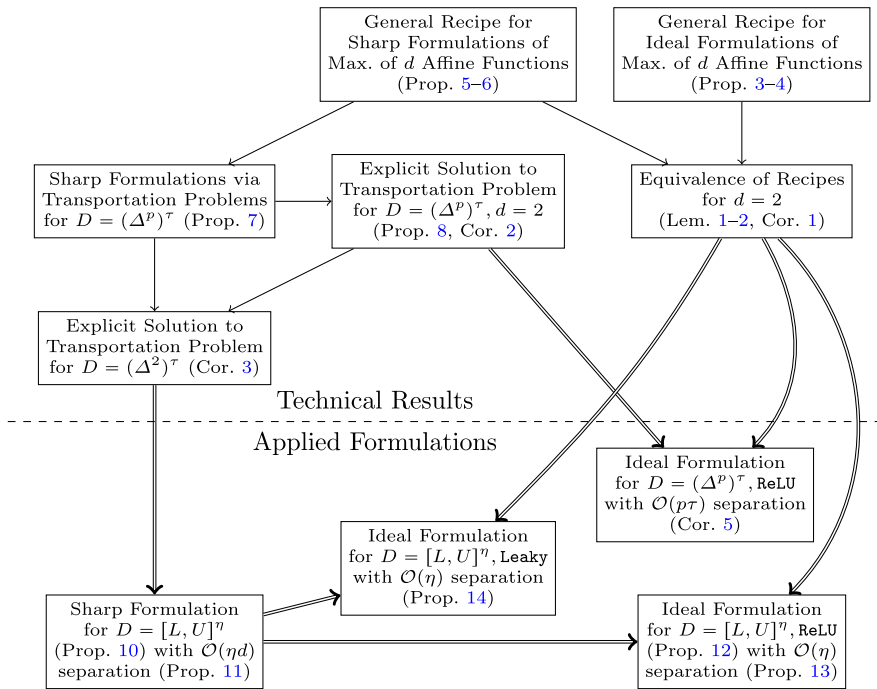 General Recipe for
Sharp Formulations of
Max. of d Affine Functions
(Prop. 5–6)
General Recipe for
Ideal Formulations of
Max. of d Affine Functions
(Prop. 3–4)
Sharp Formulations via
Transportation Problems
for D = (Δᵖ)^τ (Prop. 7)
Explicit Solution to
Transportation Problem
for D = (Δᵖ)^τ, d = 2
(Prop. 8, Cor. 2)
Equivalence of Recipes
for d = 2
(Lem. 1–2, Cor. 1)
Explicit Solution to
Transportation Problem
for D = (Δ²)^τ (Cor. 3)
Technical Results
Applied Formulations
Ideal Formulation
for D = (Δᵖ)^τ, ReLU
with 𝒪(pτ) separation
(Cor. 5)
Ideal Formulation
for D = [L, U]^η, Leaky
with 𝒪(η) separation
(Prop. 14)
Sharp Formulation
for D = [L, U]^η
(Prop. 10) with 𝒪(ηd)
separation (Prop. 11)
Ideal Formulation
for D = [L, U]^η, ReLU
(Prop. 12) with 𝒪(η)
separation (Prop. 13)